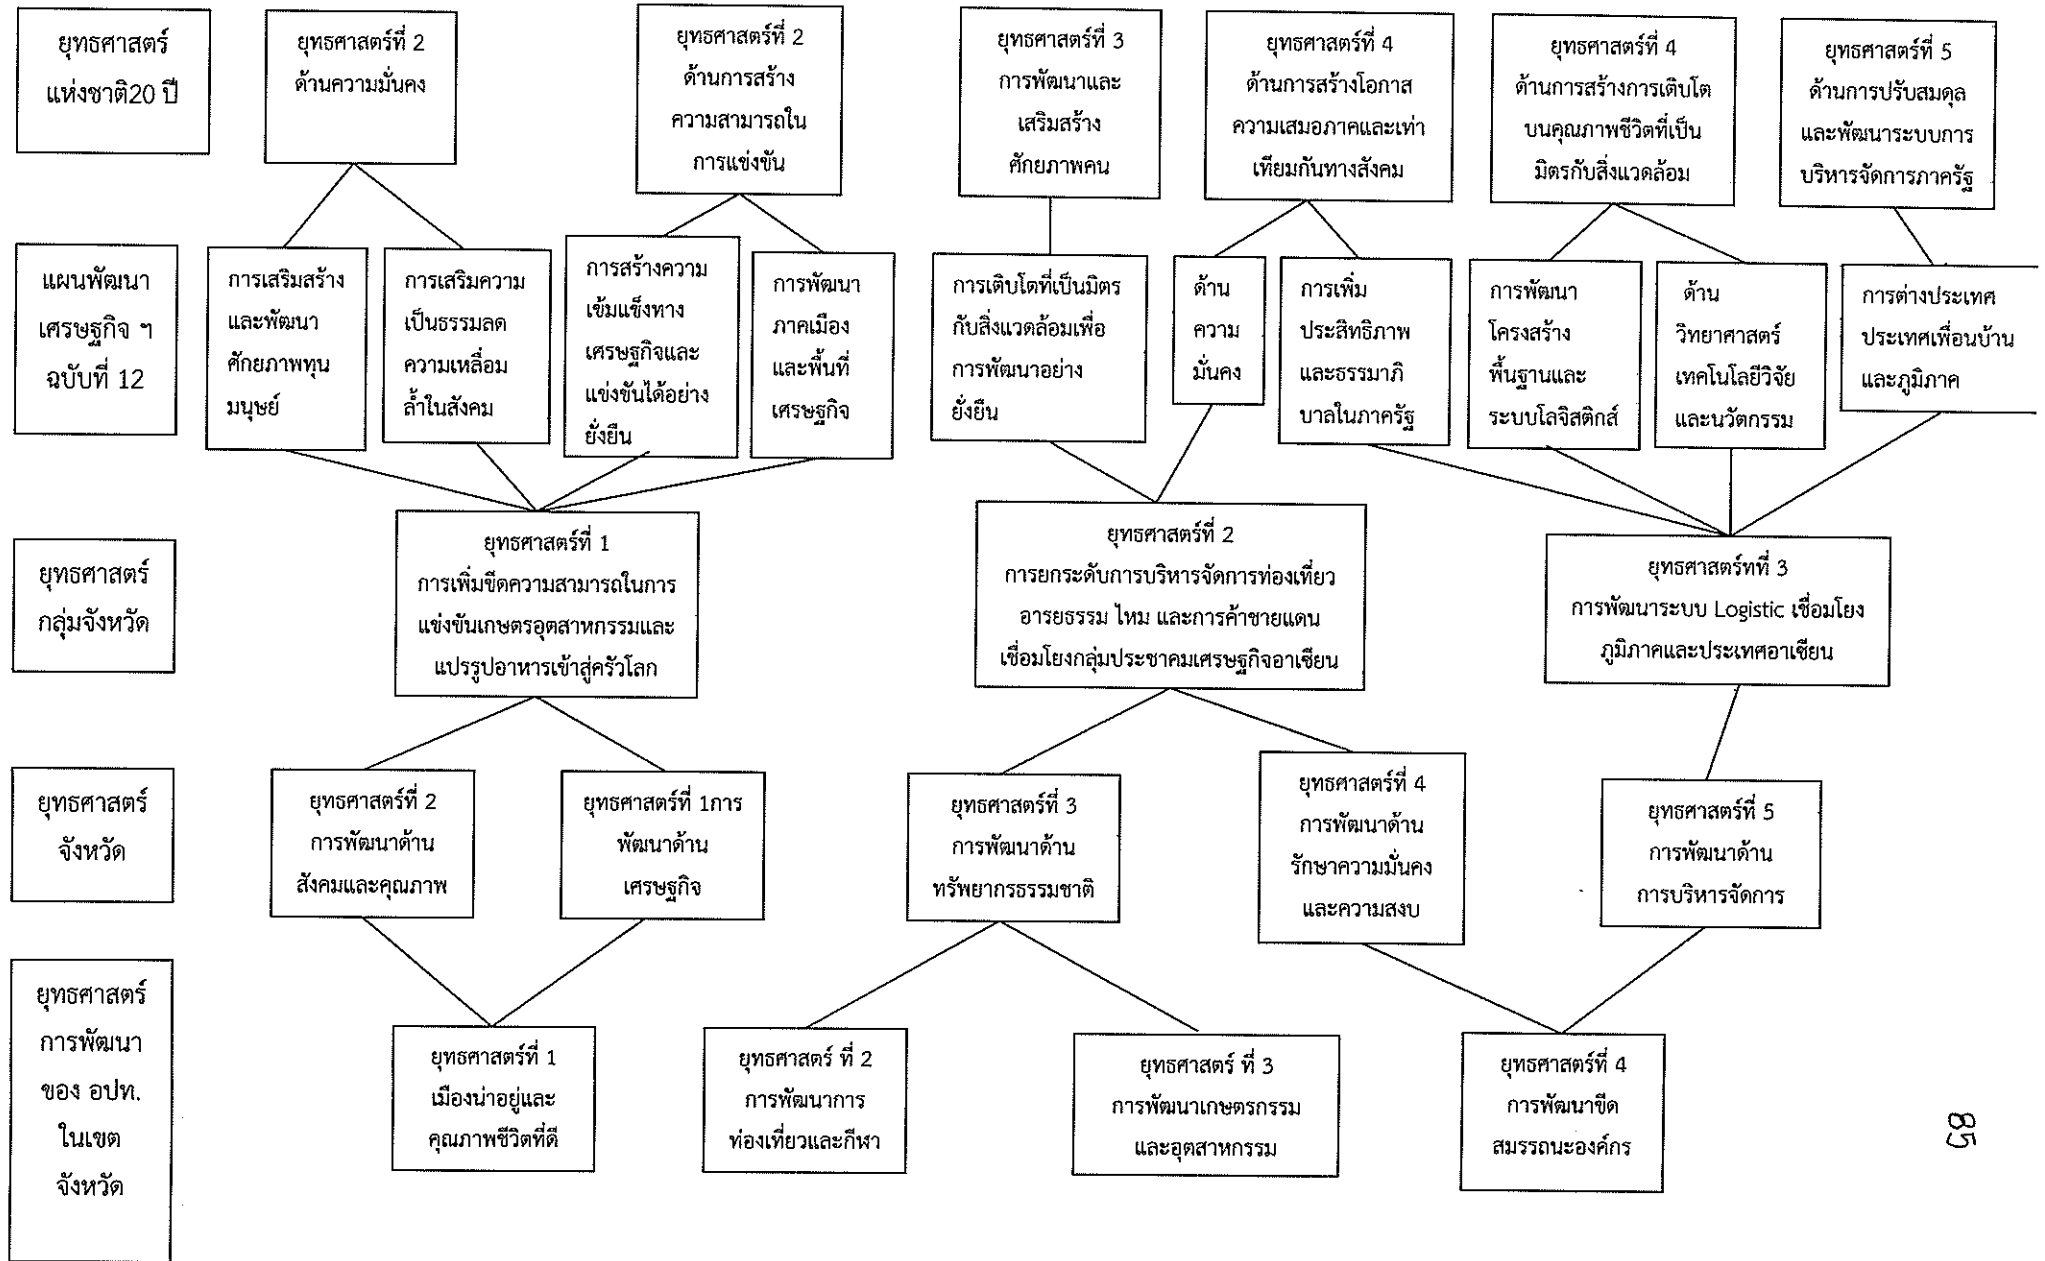 ยุทธศาสตร์
แห่งชาติ20 ปี
ยุทธศาสตร์ที่ 2
ด้านความมั่นคง
ยุทธศาสตร์ที่ 2
ด้านการสร้าง
ความสามารถใน
การแข่งขัน
ยุทธศาสตร์ที่ 3
การพัฒนาและ
เสริมสร้าง
ศักยภาพคน
ยุทธศาสตร์ที่ 4
ด้านการสร้างโอกาส
ความเสมอภาคและเท่า
เทียมกันทางสังคม
ยุทธศาสตร์ที่ 4
ด้านการสร้างการเติบโต
บนคุณภาพชีวิตที่เป็น
มิตรกับสิ่งแวดล้อม
ยุทธศาสตร์ที่ 5
ด้านการปรับสมดุล
และพัฒนาระบบการ
บริหารจัดการภาครัฐ
แผนพัฒนา
เศรษฐกิจ ฯ
ฉบับที่ 12
การเสริมสร้าง
และพัฒนา
ศักยภาพทุน
มนุษย์
การเสริมความ
เป็นธรรมลด
ความเหลื่อม
ล้ำในสังคม
การสร้างความ
เข้มแข็งทาง
เศรษฐกิจและ
แข่งขันได้อย่าง
ยั่งยืน
การพัฒนา
ภาคเมือง
และพื้นที่
เศรษฐกิจ
การเติบโตที่เป็นมิตร
กับสิ่งแวดล้อมเพื่อ
การพัฒนาอย่าง
ยั่งยืน
ด้าน
ความ
มั่นคง
การเพิ่ม
ประสิทธิภาพ
และธรรมาภิ
บาลในภาครัฐ
การพัฒนา
โครงสร้าง
พื้นฐานและ
ระบบโลจิสติกส์
ด้าน
วิทยาศาสตร์
เทคโนโลยีวิจัย
และนวัตกรรม
การต่างประเทศ
ประเทศเพื่อนบ้าน
และภูมิภาค
ยุทธศาสตร์
กลุ่มจังหวัด
ยุทธศาสตร์ที่ 1
การเพิ่มขีดความสามารถในการ
แข่งขันเกษตรอุตสาหกรรมและ
แปรรูปอาหารเข้าสู่ครัวโลก
ยุทธศาสตร์ที่ 2
การยกระดับการบริหารจัดการท่องเที่ยว
อารยธรรม ไหม และการค้าชายแดน
เชื่อมโยงกลุ่มประชาคมเศรษฐกิจอาเซียน
ยุทธศาสตร์ทที่ 3
การพัฒนาระบบ Logistic เชื่อมโยง
ภูมิภาคและประเทศอาเซียน
ยุทธศาสตร์
จังหวัด
ยุทธศาสตร์ที่ 2
การพัฒนาด้าน
สังคมและคุณภาพ
ยุทธศาสตร์ที่ 1การ
พัฒนาด้าน
เศรษฐกิจ
ยุทธศาสตร์ที่ 3
การพัฒนาด้าน
ทรัพยากรธรรมชาติ
ยุทธศาสตร์ที่ 4
การพัฒนาด้าน
รักษาความมั่นคง
และความสงบ
ยุทธศาสตร์ที่ 5
การพัฒนาด้าน
การบริหารจัดการ
ยุทธศาสตร์
การพัฒนา
ของ อปท.
ในเขต
จังหวัด
ยุทธศาสตร์ที่ 1
เมืองน่าอยู่และ
คุณภาพชีวิตที่ดี
ยุทธศาสตร์ ที่ 2
การพัฒนาการ
ท่องเที่ยวและกีฬา
ยุทธศาสตร์ ที่ 3
การพัฒนาเกษตรกรรม
และอุตสาหกรรม
ยุทธศาสตร์ที่ 4
การพัฒนาขีด
สมรรถนะองค์กร
85